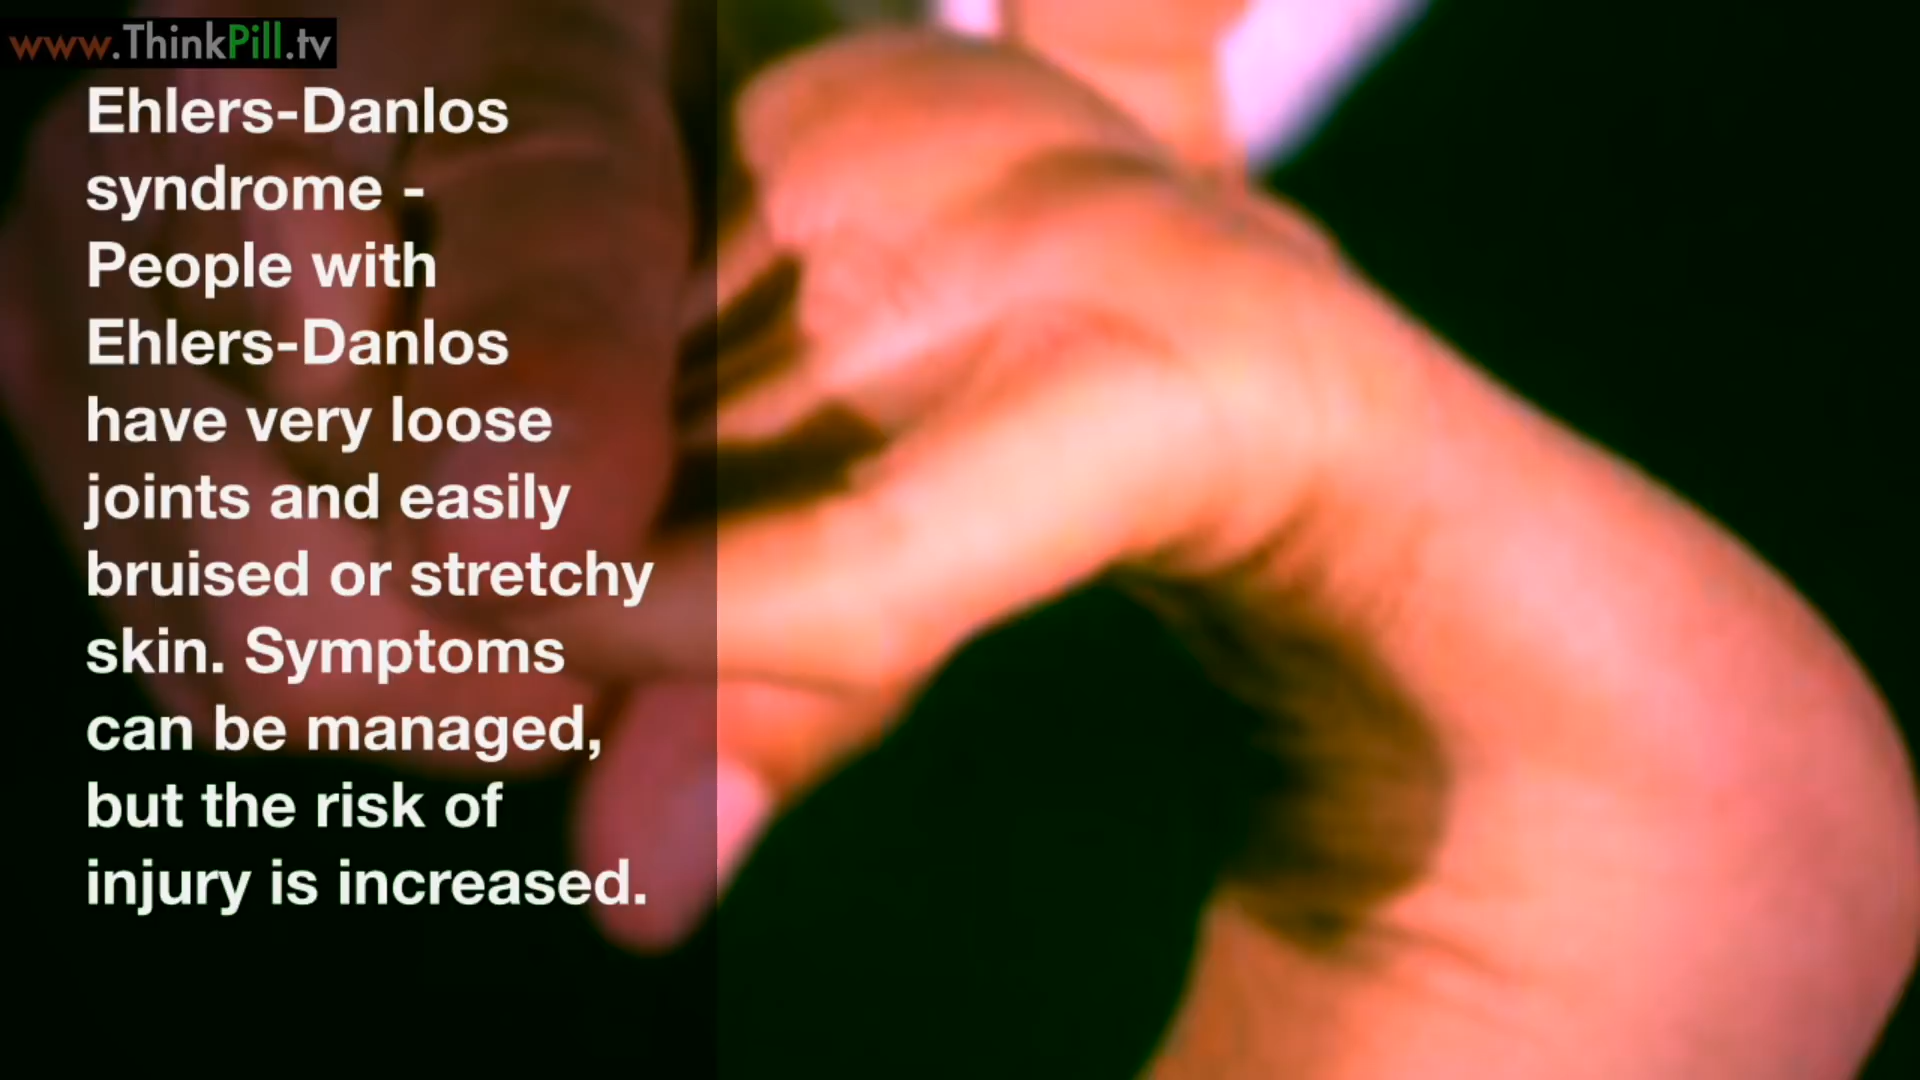 www.ThinkPill.tv
Ehlers-Danlos
syndrome -
People with
Ehlers-Danlos
have very loose
joints and easily
bruised or stretchy
skin. Symptoms
can be managed,
but the risk of
injury is increased.